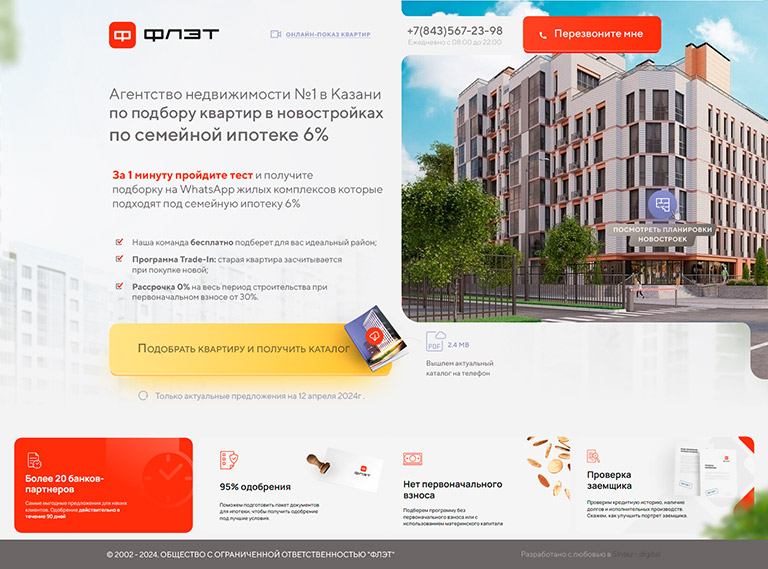 ФЛЭТ
ОНЛАЙН-ПОКАЗ КВАРТИР
+7(843)567-23-98
Ежедневно с 08:00 до 22:00
Перезвоните мне
Агентство недвижимости №1 в Казани
по подбору квартир в новостройках
по семейной ипотеке 6%
За 1 минуту пройдите тест и получите
подборку на WhatsApp жилых комплексов которые
подходят под семейную ипотеку 6%
Наша команда бесплатно подберет для вас идеальный район;
Программа Trade-In: старая квартира засчитывается
при покупке новой;
Рассрочка 0% на весь период строительства при
первоначальном взносе от 30%.
ПОСМОТРЕТЬ ПЛАНИРОВКИ
НОВОСТРОЕК
Подобрать квартиру и получить каталог
PDF 2.4 МБ
Вышлем актуальный
каталог на телефон
Только актуальные предложения на 12 апреля 2024г.
Более 20 банков-
партнеров
Самые выгодные предложения для наших
клиентов. Одобрение действительно в
течение 90 дней
95% одобрения
Поможем подготовить пакет документов
для ипотеки, чтобы получить одобрение
под лучшие условия.
Нет первоначального
взноса
Подберем программу без
первоначального взноса или с
использованием материнского капитала
Проверка
заемщика
Проверим кредитную историю, наличие
долгов и исполнительных производств.
Скажем, как улучшить портрет заемщика.
© 2002 - 2024. ОБЩЕСТВО С ОГРАНИЧЕННОЙ ОТВЕТСТВЕННОСТЬЮ "ФЛЭТ"
Разработано с любовью в